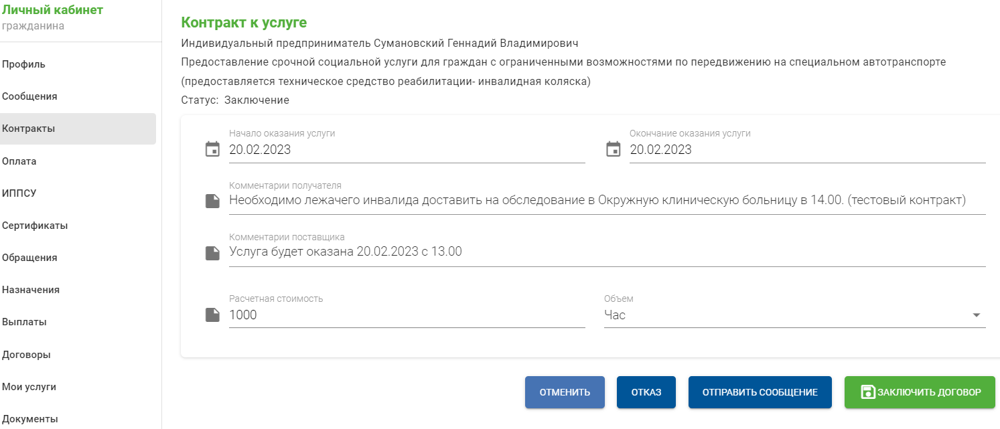 Личный кабинет
гражданина
Профиль
Сообщения
Контракты
Оплата
ИППСУ
Сертификаты
Обращения
Назначения
Выплаты
Договоры
Мои услуги
Документы
Контракт к услуге
Индивидуальный предприниматель Сумановский Геннадий Владимирович
Предоставление срочной социальной услуги для граждан с ограниченными возможностями по передвижению на специальном автотранспорте
(предоставляется техническое средство реабилитации- инвалидная коляска)
Статус: Заключение
Начало оказания услуги
20.02.2023
Окончание оказания услуги
20.02.2023
Комментарии получателя
Необходимо лежачего инвалида доставить на обследование в Окружную клиническую больницу в 14.00. (тестовый контракт)
Комментарии поставщика
Услуга будет оказана 20.02.2023 с 13.00
Расчетная стоимость
1000
Объем
Час
ОТМЕНИТЬ
ОТКАЗ
ОТПРАВИТЬ СООБЩЕНИЕ
ЗАКЛЮЧИТЬ ДОГОВОР